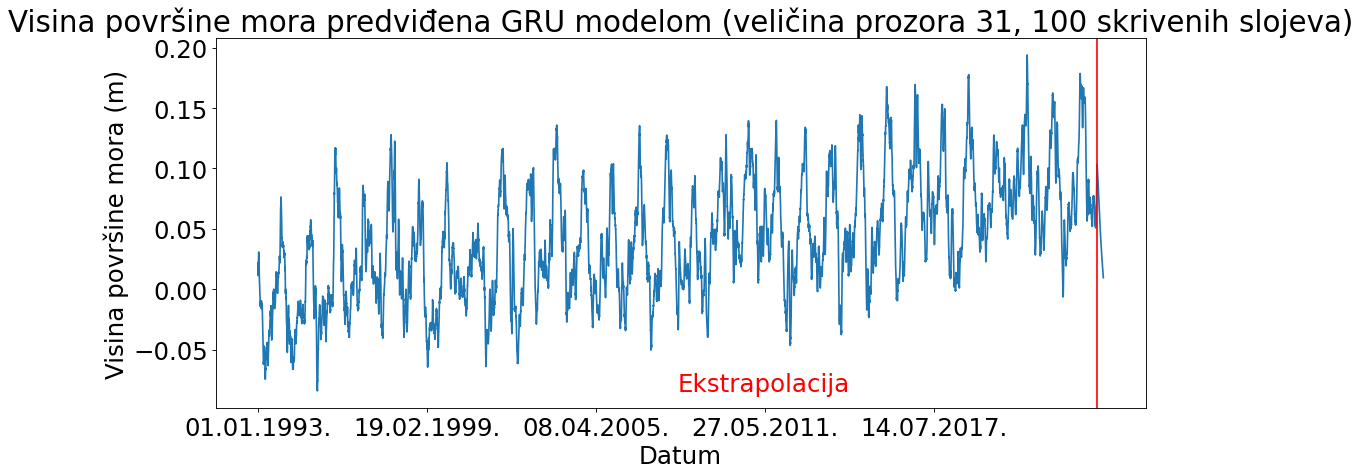 Visina površine mora predviđena GRU modelom (veličina prozora 31, 100 skrivenih slojeva)
Visina površine mora (m)
0.20
0.15
0.10
0.05
0.00
−0.05
Ekstrapolacija
01.01.1993. 19.02.1999. 08.04.2005. 27.05.2011. 14.07.2017.
Datum